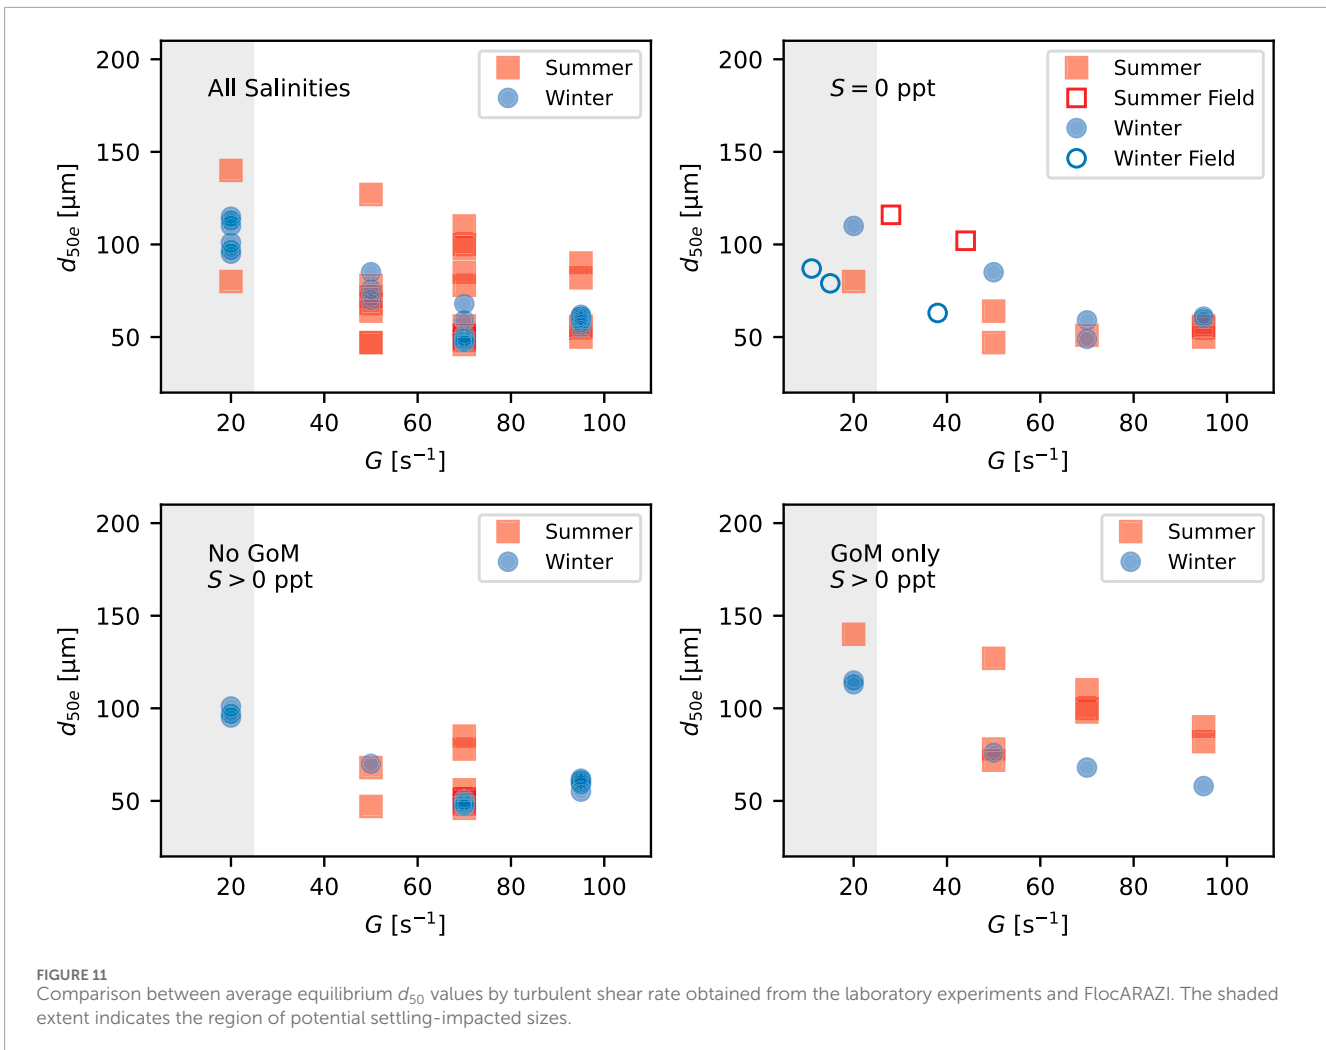 200
150
100
50
d50e [μm]
All Salinities
Summer
Winter
20 40 60 80 100
G [s−1]
200
150
100
50
d50e [μm]
S = 0 ppt
Summer
Summer Field
Winter
Winter Field
20 40 60 80 100
G [s−1]
200
150
100
50
d50e [μm]
No GoM
S > 0 ppt
Summer
Winter
20 40 60 80 100
G [s−1]
200
150
100
50
d50e [μm]
GoM only
S > 0 ppt
Summer
Winter
20 40 60 80 100
G [s−1]
FIGURE 11
Comparison between average equilibrium d50 values by turbulent shear rate obtained from the laboratory experiments and FlocARAZI. The shaded
extent indicates the region of potential settling-impacted sizes.